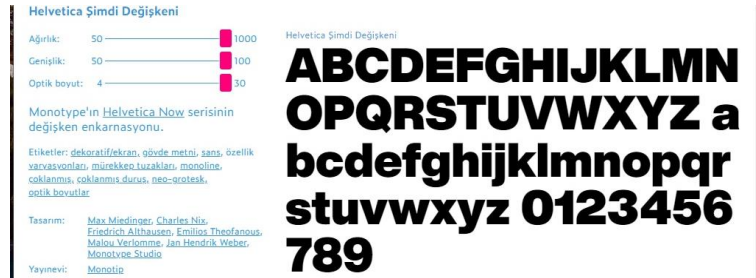 Helvetica Şimdi Değişkeni
Ağırlık: 50 1000
Genişlik: 50 100
Optik boyut: 4 30
Monotype'ın Helvetica Now serisinin
değişken enkarnasyonu.
Etiketler: dekoratif/ekran, gövde metni, sans, özellik
varyasyonları, mürekkep tuzakları, monoline,
çoklanmış, çoklanmış duruş, neo-grotesk,
optik boyutlar
Tasarım: Max Miedinger, Charles Nix,
Friedrich Althausen, Emilios Theofanous,
Malou Verlomme, Jan Hendrik Weber,
Monotype Studio
Yayınevi: Monotip
Helvetica Şimdi Değişkeni
ABCDEFGHIJKLMN
OPQRSTUVWXYZ a
bcdefghijklmnopqr
stuvwxyz 0123456
789